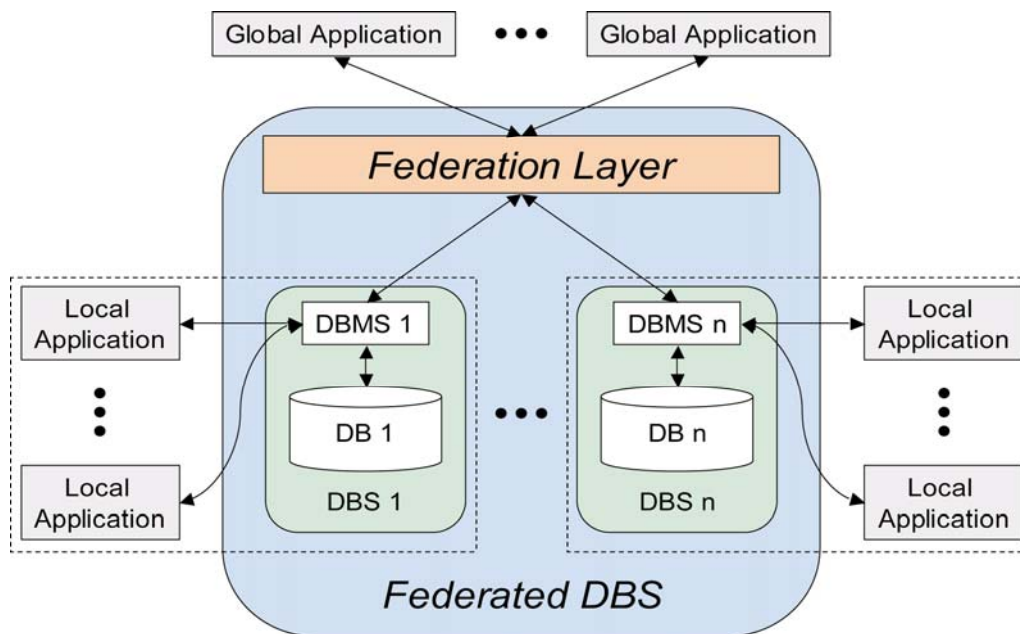 Global Application
Global Application
Federation Layer
Local
Application
DBMS 1
DBMS n
Local
Application
DB 1
DB n
Local
Application
DBS 1
DBS n
Local
Application
Federated DBS